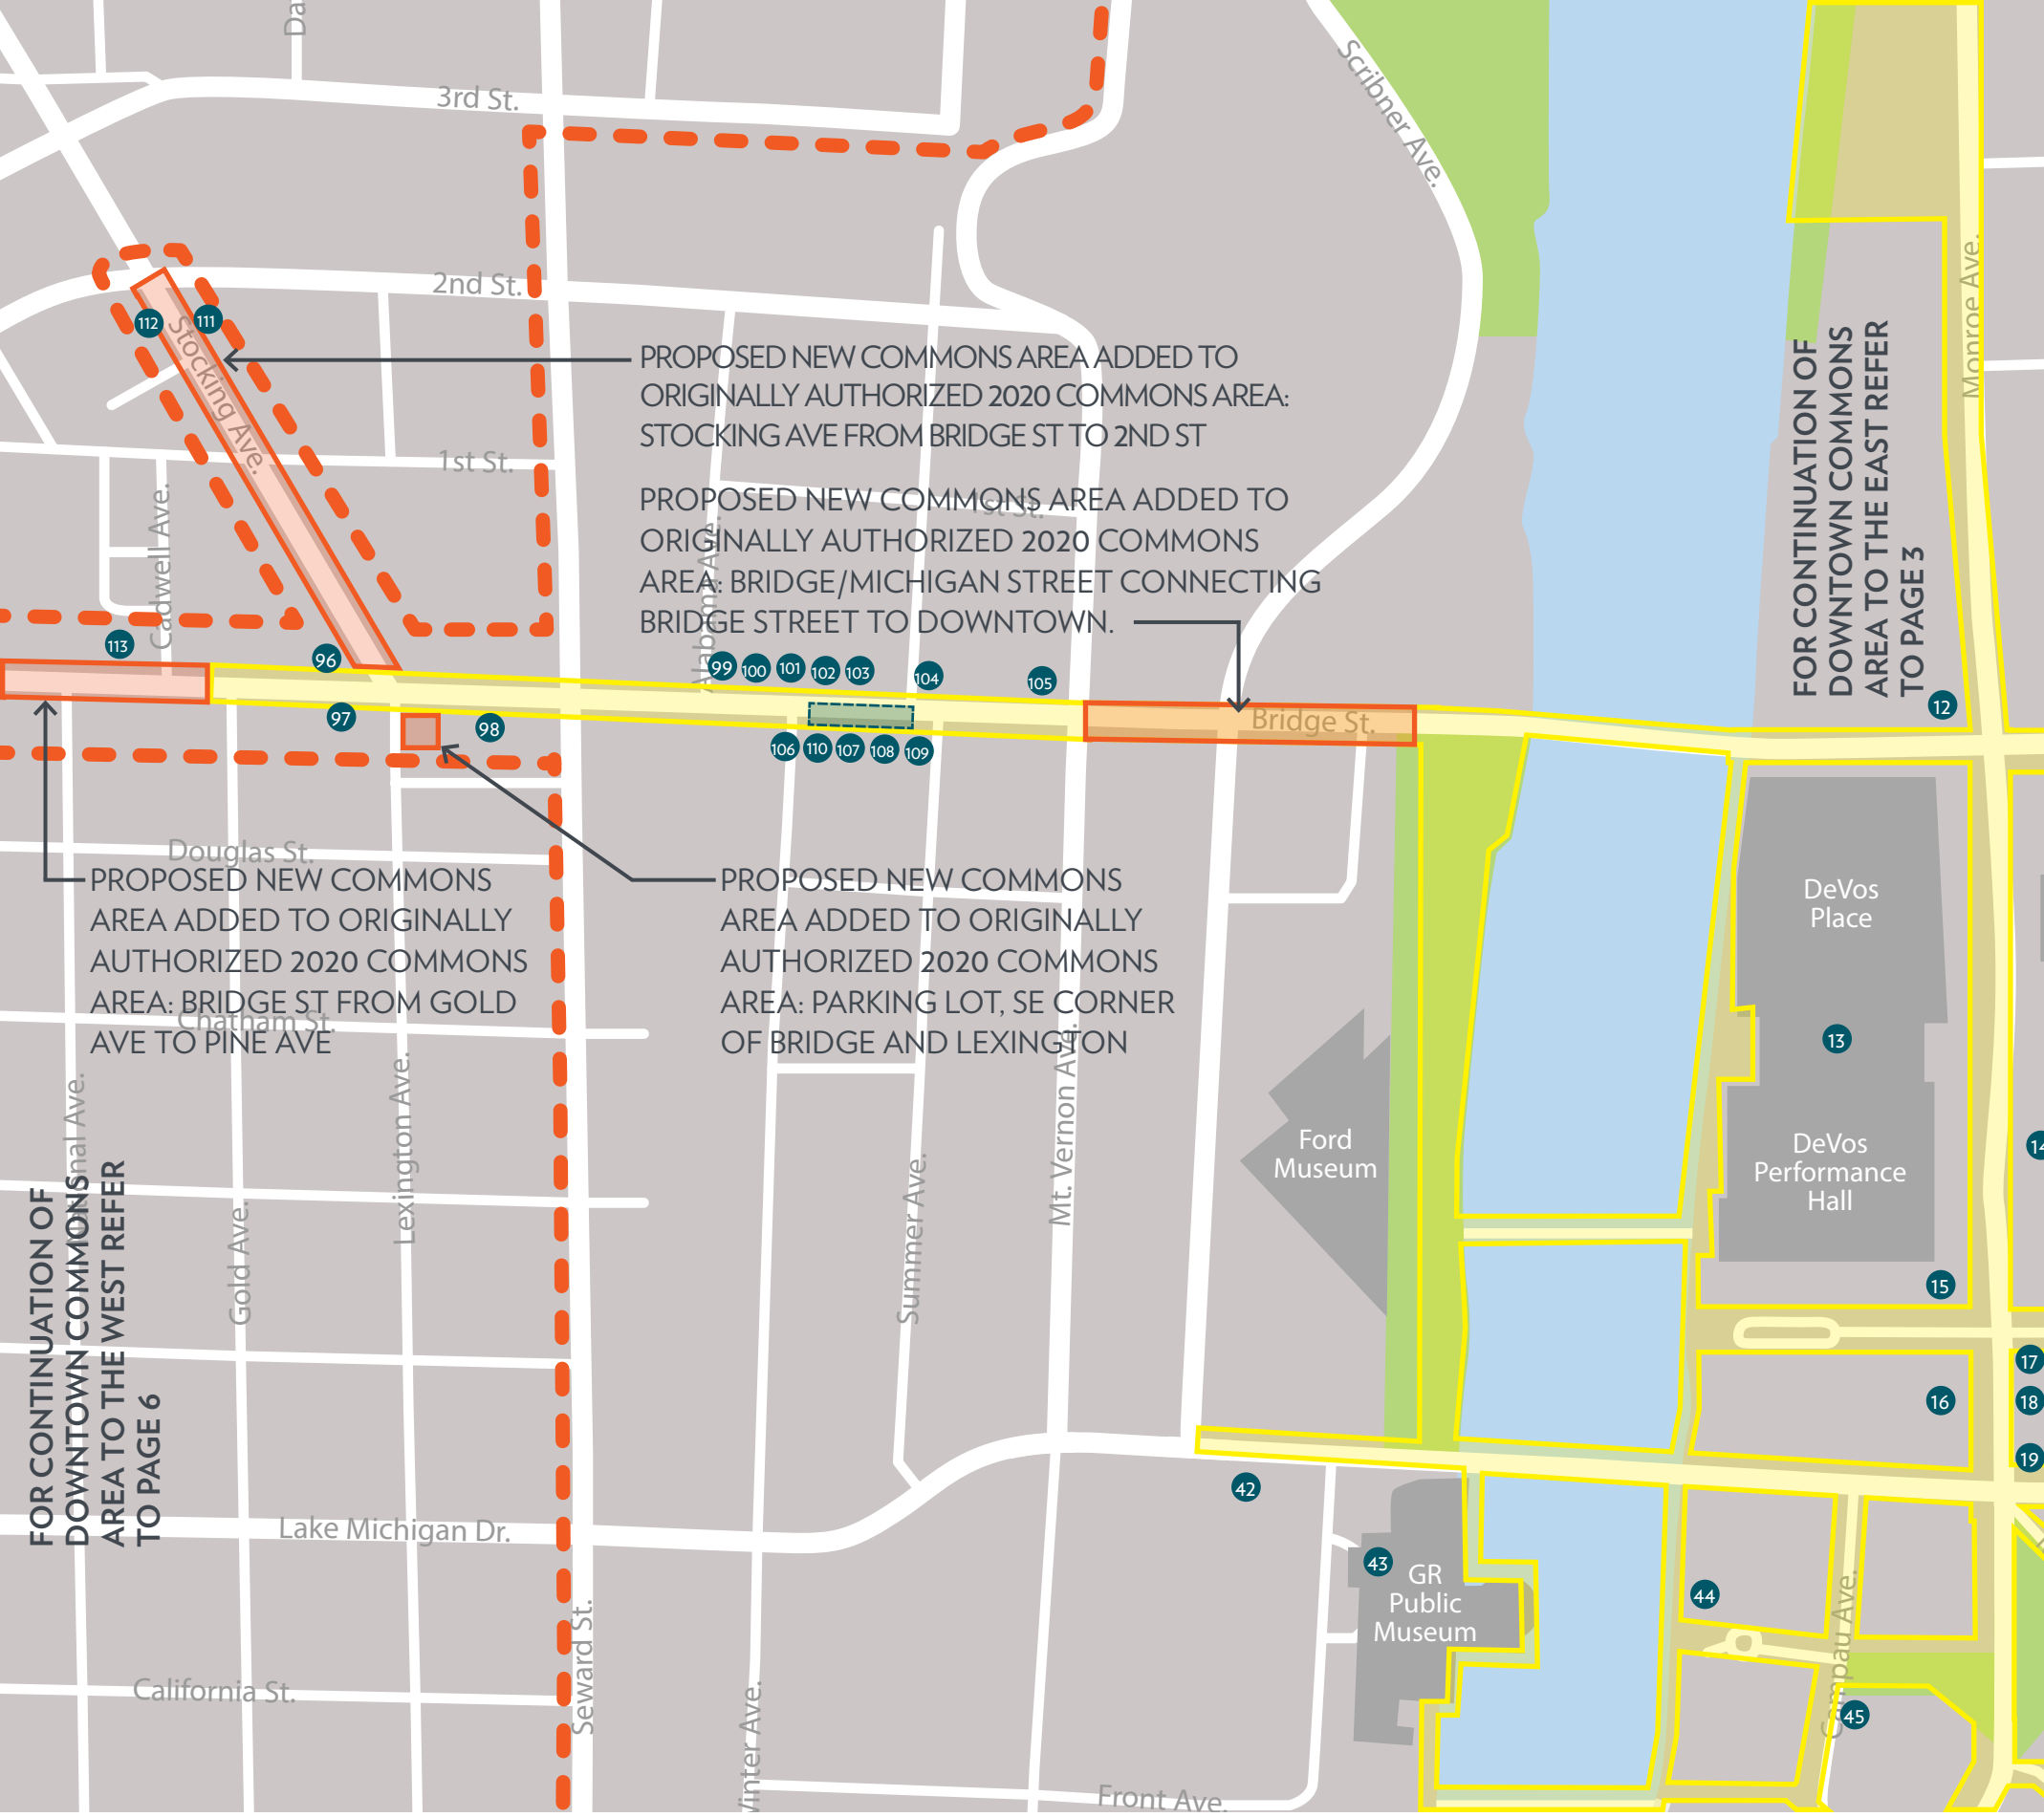 Da
3rd St.
Scribner Ave.
2nd St.
112
111
Stocking Ave.
PROPOSED NEW COMMONS AREA ADDED TO
ORIGINALLY AUTHORIZED 2020 COMMONS AREA:
STOCKING AVE FROM BRIDGE ST TO 2ND ST
Monroe Ave.
FOR CONTINUATION OF
DOWNTOWN COMMONS
AREA TO THE EAST REFER
TO PAGE 3
1st St.
1st St.
Cadwell Ave.
Alabama Ave.
PROPOSED NEW COMMONS AREA ADDED TO
ORIGINALLY AUTHORIZED 2020 COMMONS
AREA: BRIDGE/MICHIGAN STREET CONNECTING
BRIDGE STREET TO DOWNTOWN.
113
96
99
100
101
102
103
104
105
12
97
98
Bridge St.
106
110
107
108
109
Douglas St.
PROPOSED NEW COMMONS
AREA ADDED TO ORIGINALLY
AUTHORIZED 2020 COMMONS
AREA: BRIDGE ST FROM GOLD
AVE TO PINE AVE
Chatham St.
PROPOSED NEW COMMONS
AREA ADDED TO ORIGINALLY
AUTHORIZED 2020 COMMONS
AREA: PARKING LOT, SE CORNER
OF BRIDGE AND LEXINGTON
DeVos
Place
13
14
Ford
Museum
DeVos
Performance
Hall
15
Ave.
Gold Ave.
Lexington Ave.
Summer Ave.
Mt. Vernon Ave.
FOR CONTINUATION OF
DOWNTOWN COMMONS
AREA TO THE WEST REFER
TO PAGE 6
17
16
18
19
42
Lake Michigan Dr.
43
GR
Public
Museum
44
Campau Ave.
45
Seward St.
California St.
Winter Ave.
Front Ave.